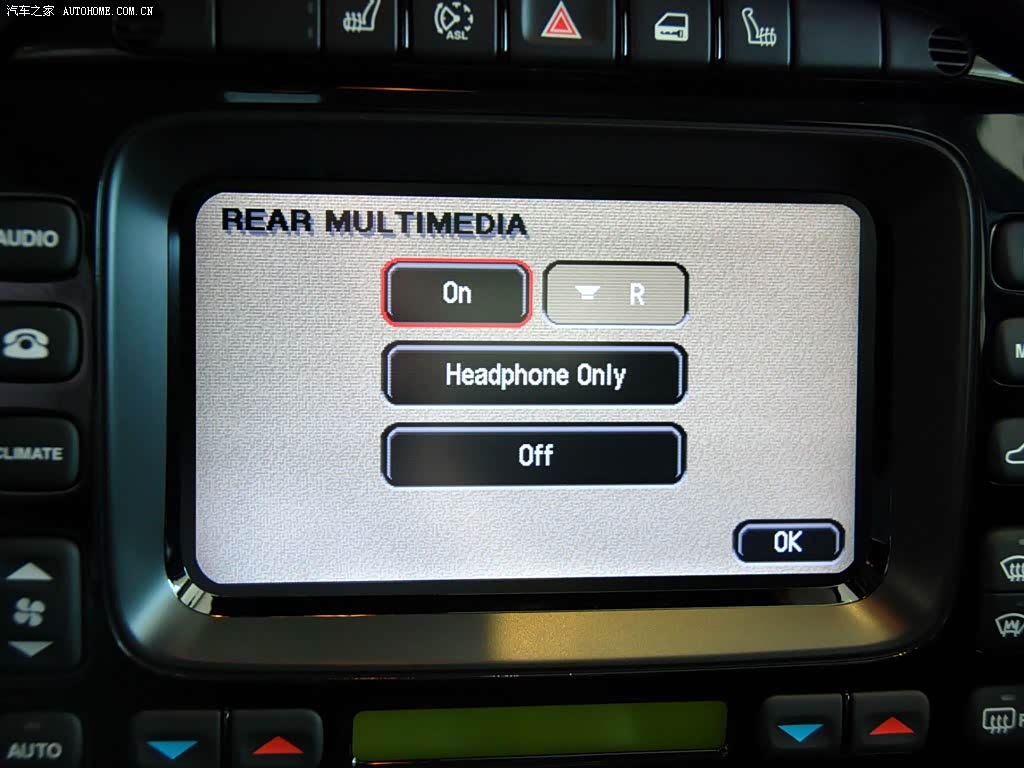 汽车之家 AUTOHOME.COM.CN
ASL
REAR MULTIMEDIA
AUDIO
On
R
Headphone Only
CLIMATE
Off
OK
AUTO